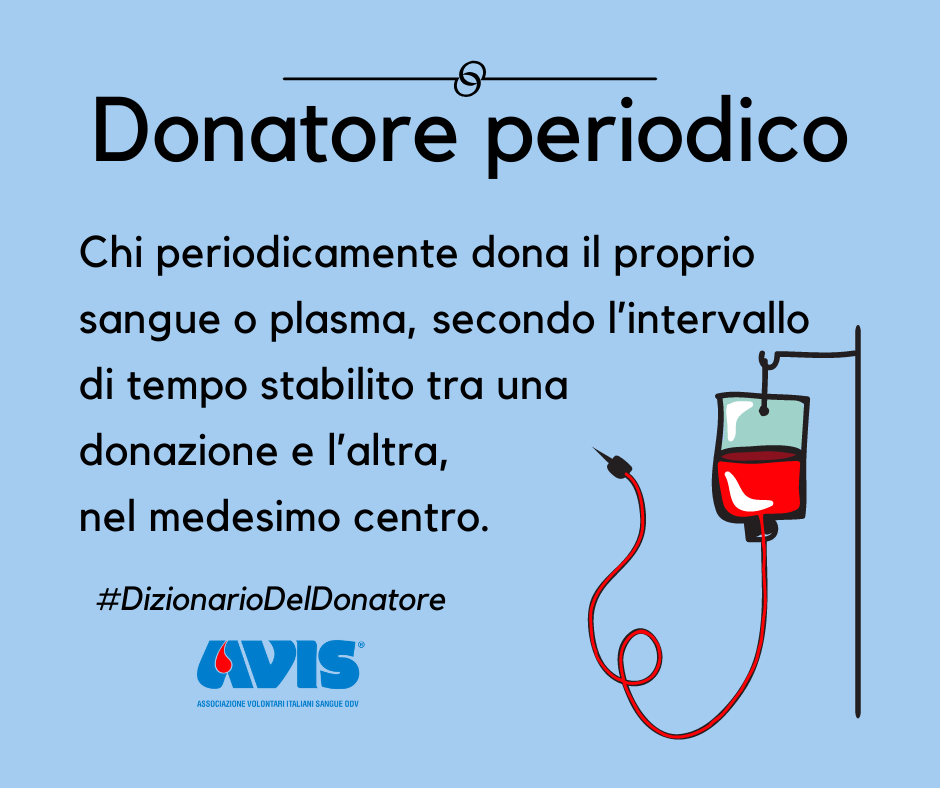 Donatore periodico
Chi periodicamente dona il proprio
sangue o plasma, secondo l'intervallo
di tempo stabilito tra una
donazione e l'altra,
nel medesimo centro.
#DizionarioDelDonatore
AVIS®
ASSOCIAZIONE VOLONTARI ITALIANI SANGUE ODV